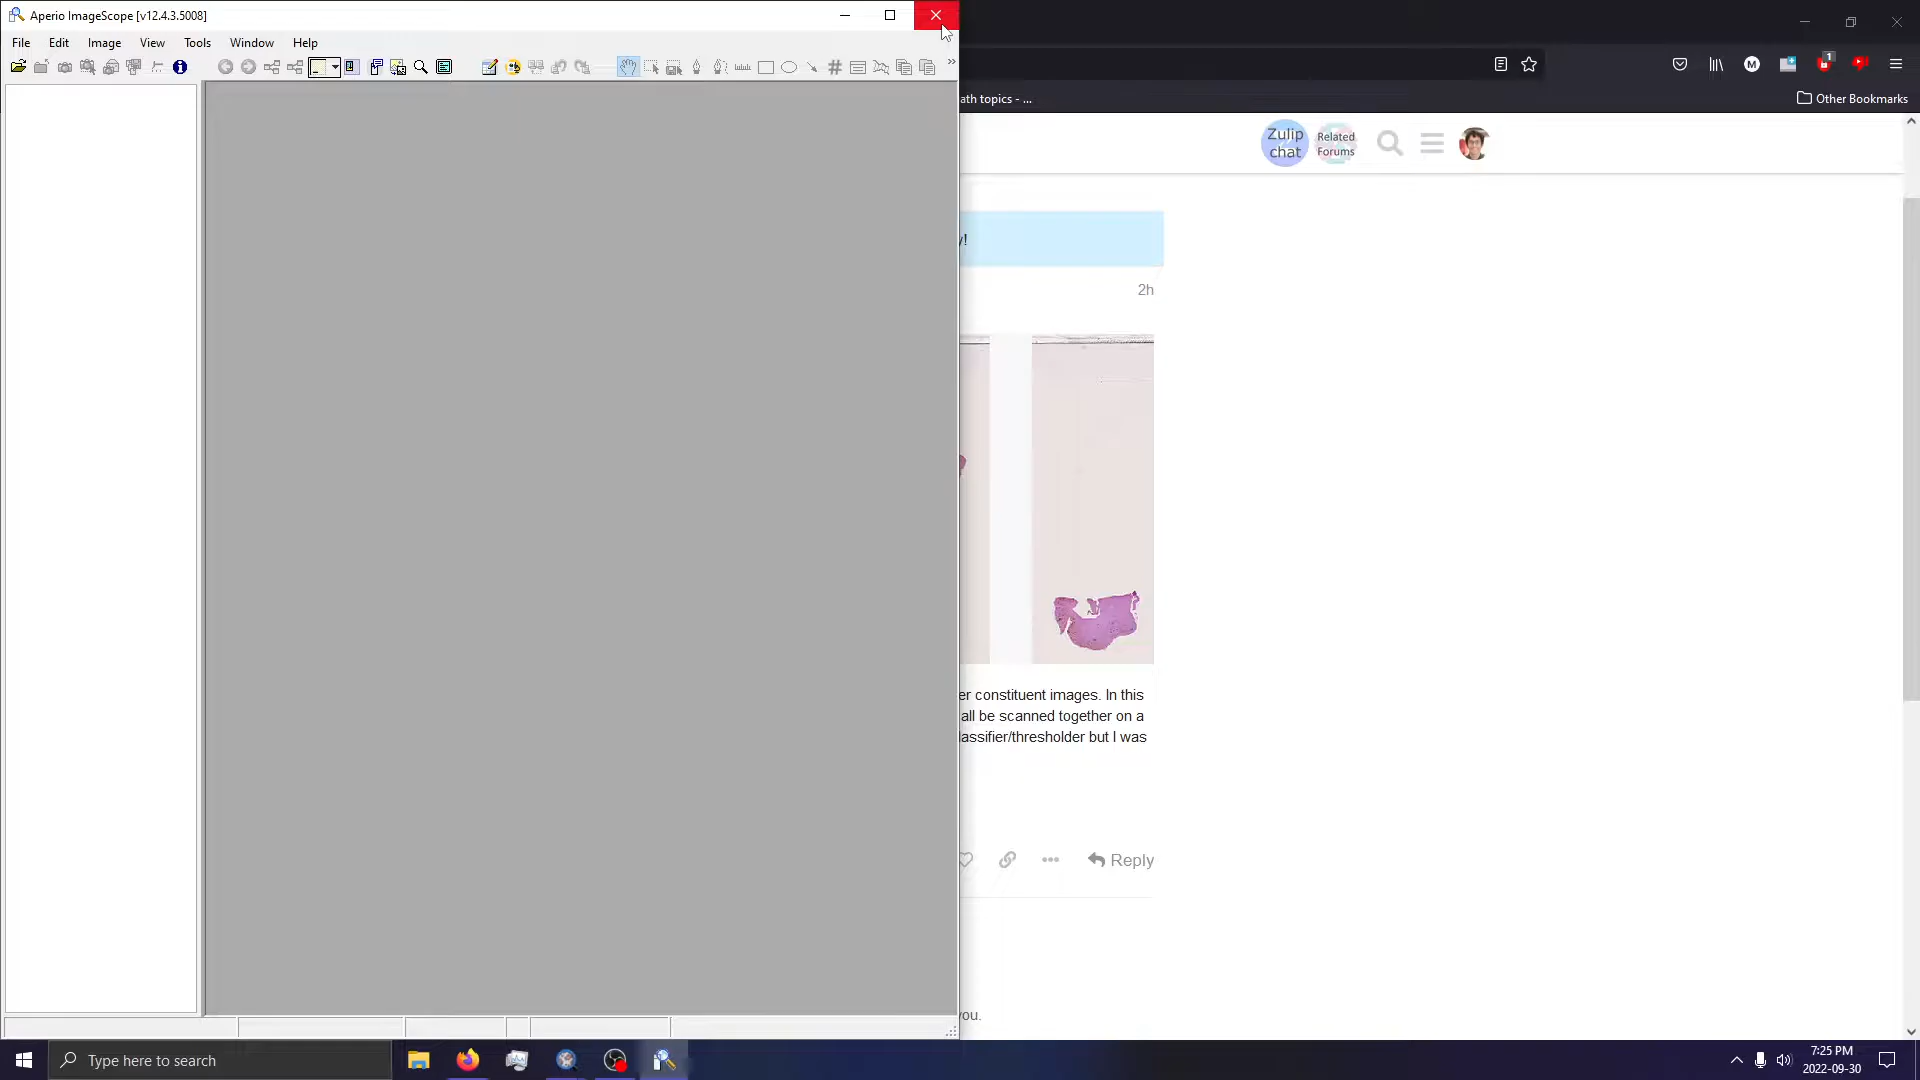 Aperio ImageScope [v12.4.3.5008]
File Edit Image View Tools Window Help
1
ath topics - ...
Other Bookmarks
Zulip
chat
Related
Forums
M
y!
2h
er constituent images. In this
all be scanned together on a
lassifier/thresholder but I was
Reply
you.
Type here to search
7:25 PM
2022-09-30